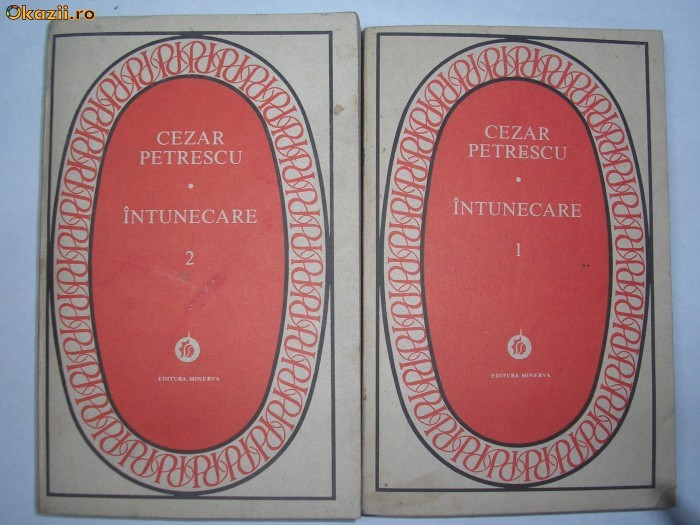 Okazii.ro
CEZAR
PETRESCU
•
ÎNTUNECARE
2
EDITURA MINERVA
CEZAR
PETRESCU
•
ÎNTUNECARE
1
EDITURA MINERVA